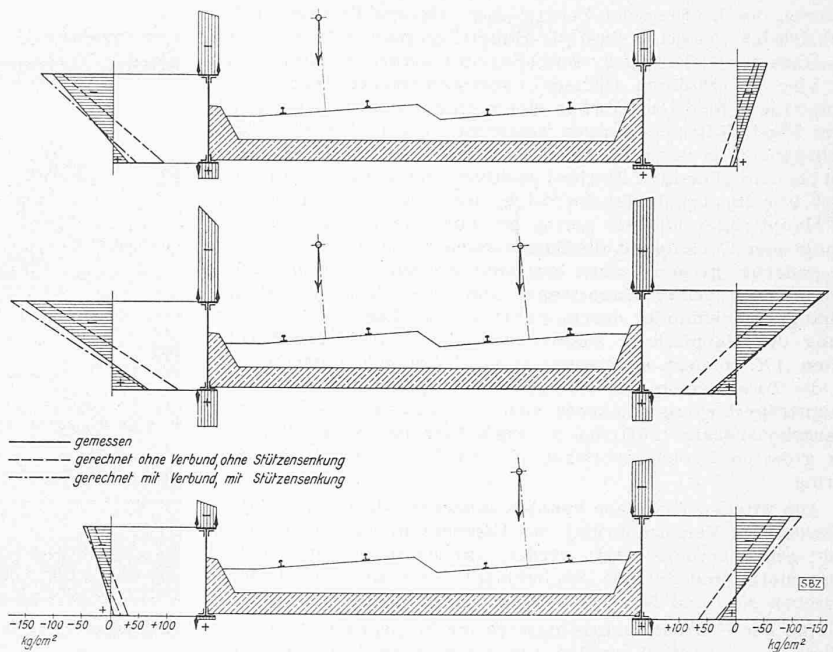 gemessen
gerechnet ohne Verbund, ohne Stützensenkung
gerechnet mit Verbund, mit Stützensenkung
SBZ
-150 -100 -50 0 +50 +100
kg/cm²
+100 +50 0 -50 -100 -150
kg/cm²